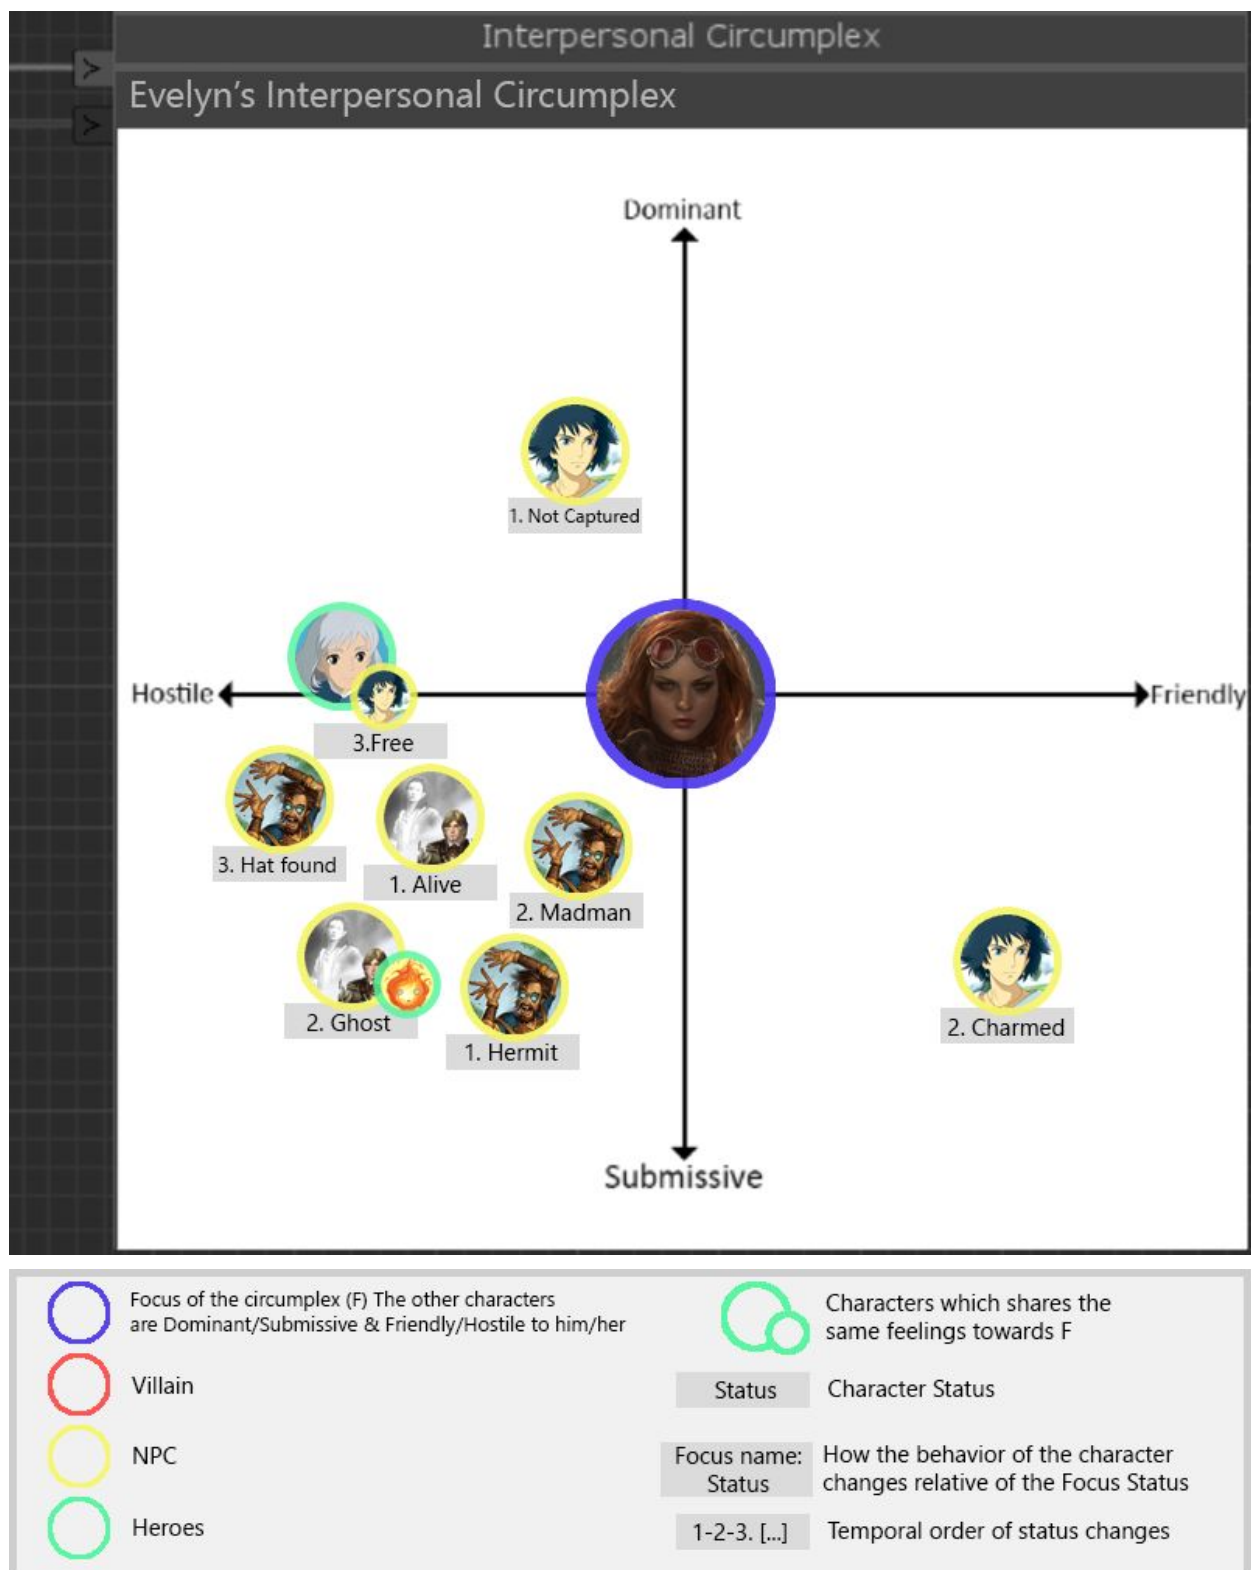 Interpersonal Circumplex
Evelyn's Interpersonal Circumplex
Dominant
1. Not Captured
Hostile
Friendly
3.Free
3. Hat found
1. Alive
2. Madman
2. Ghost
1. Hermit
2. Charmed
Submissive
Focus of the circumplex (F) The other characters
are Dominant/Submissive & Friendly/Hostile to him/her
Villain
NPC
Heroes
Characters which shares the
same feelings towards F
Status
Character Status
Focus name:
Status
How the behavior of the character
changes relative of the Focus Status
1-2-3. [...]
Temporal order of status changes